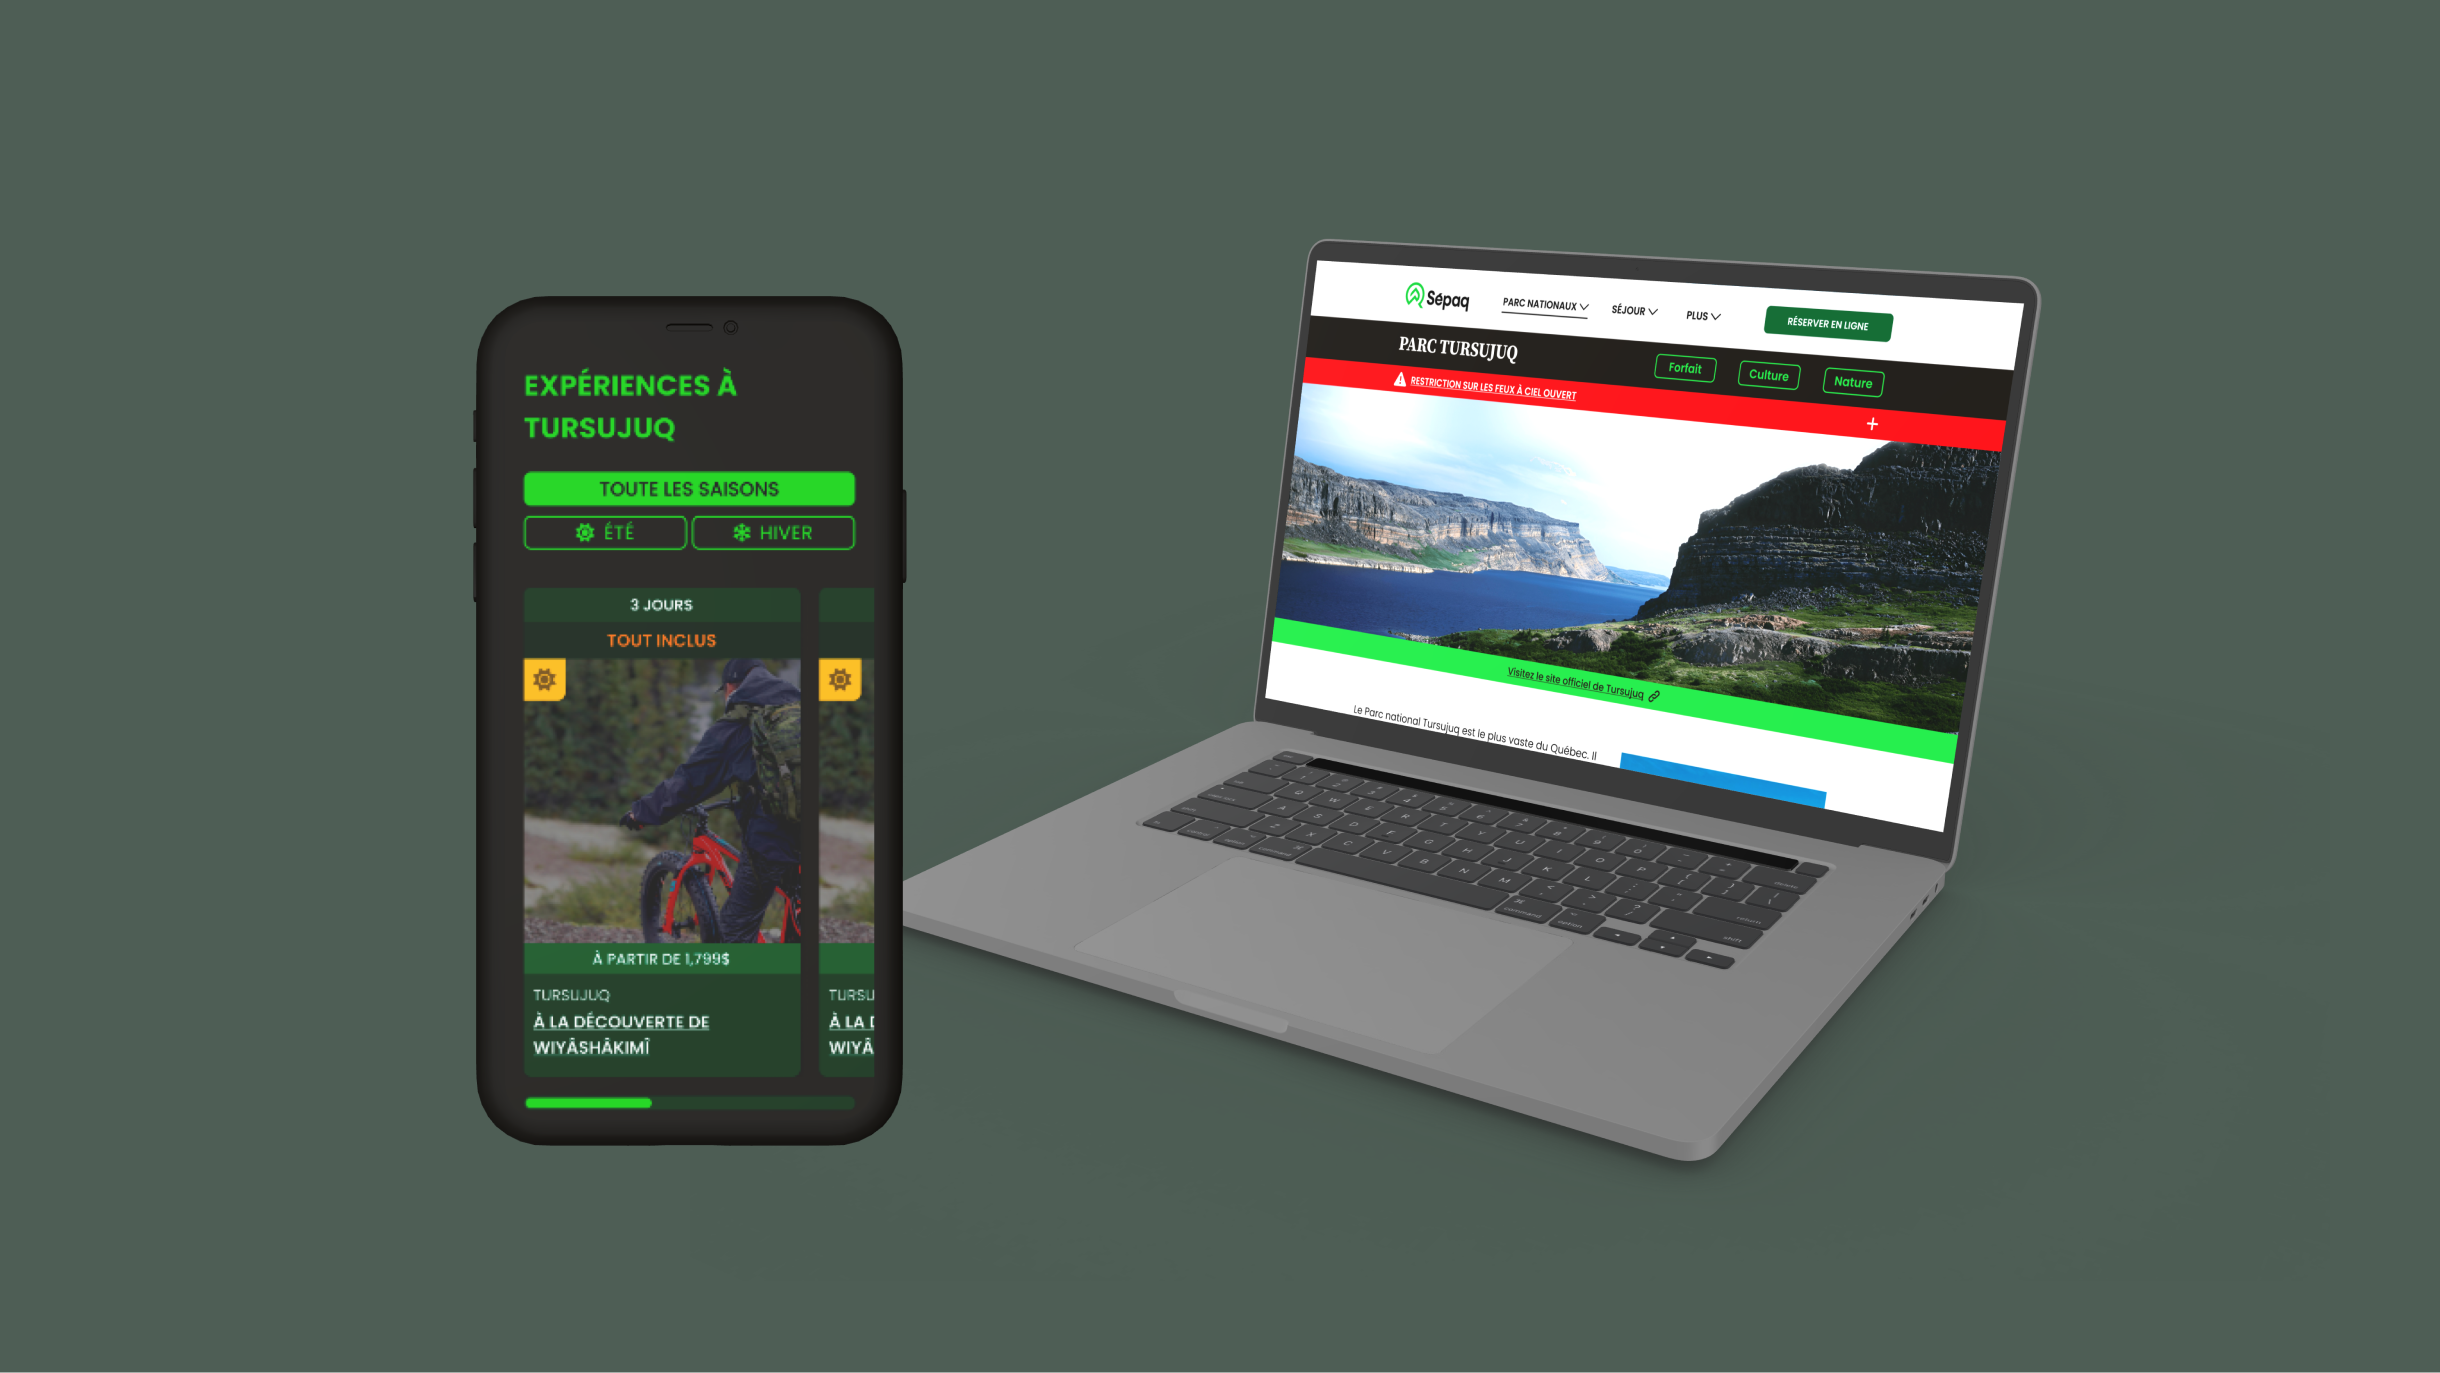 EXPÉRIENCES À
TURSUJUQ
TOUTE LES SAISONS
ÉTÉ
HIVER
3 JOURS
TOUT INCLUS
À PARTIR DE 1,799$
TURSUJUQ
À LA DÉCOUVERTE DE
WIYÂSHÂKIMÎ
TURSU
À LA D
WIYÂ
Sépaq
PARC NATIONAUX
SÉJOUR
PLUS
RÉSERVER EN LIGNE
PARC TURSUJUQ
Forfait
Culture
Nature
RESTRICTION SUR LES FEUX À CIEL OUVERT
Visitez le site officiel de Tursujuq
Le Parc national Tursujuq est le plus vaste du Québec. Il